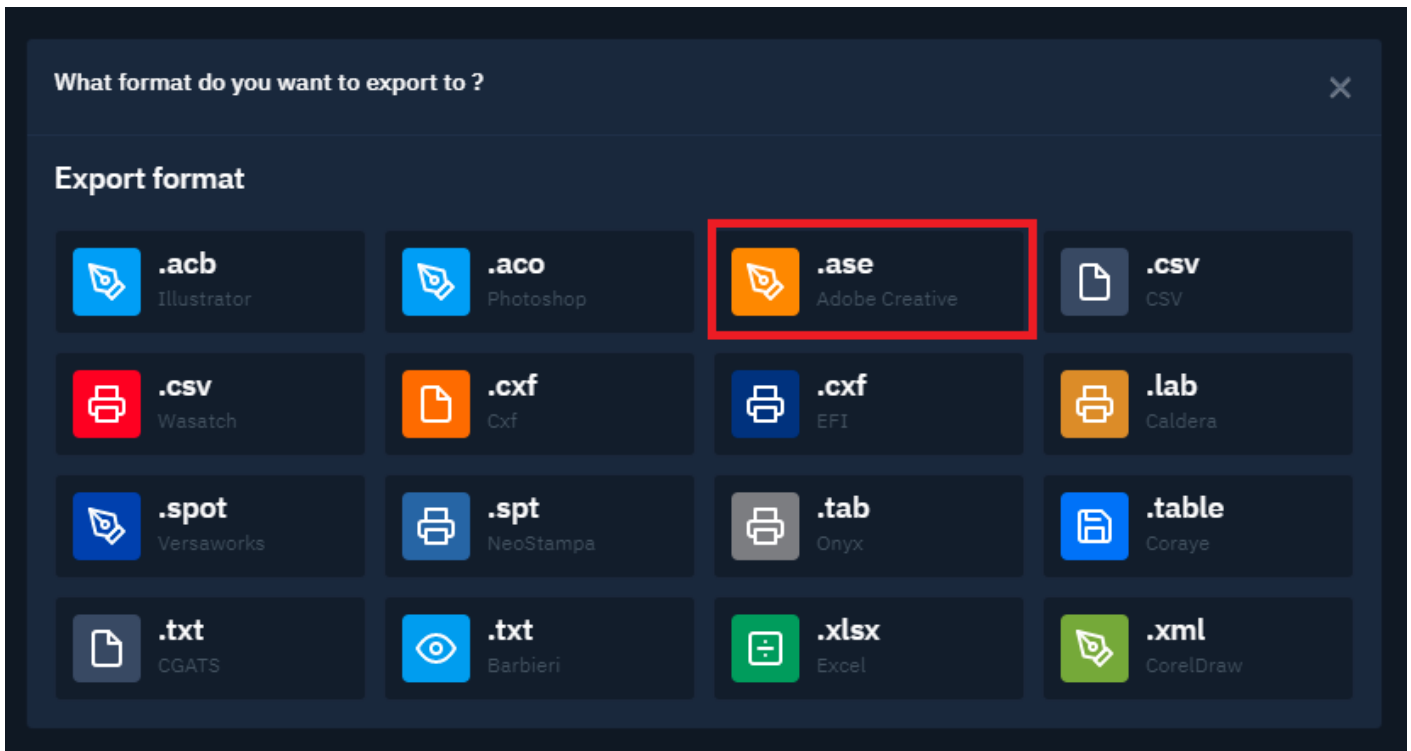 What format do you want to export to ?
Export format
.acb
Illustrator
.aco
Photoshop
.ase
Adobe Creative
.csv
CSV
.csv
Wasatch
.cxf
Cxf
.cxf
EFI
.lab
Caldera
.spot
Versaworks
.spt
NeoStampa
.tab
Onyx
.table
Coraye
.txt
CGATS
.txt
Barbieri
.xlsx
Excel
.xml
CorelDraw